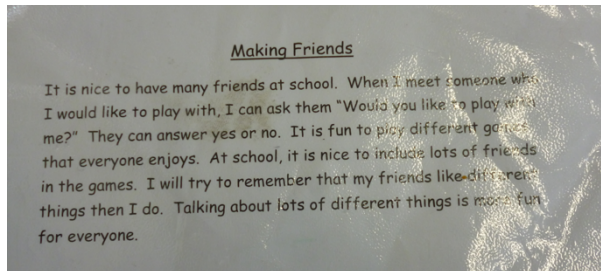 Making Friends
It is nice to have many friends at school. When I meet someone who
I would like to play with, I can ask them "Would you like to play with
me?" They can answer yes or no. It is fun to play different games
that everyone enjoys. At school, it is nice to include lots of friends
in the games. I will try to remember that my friends like different
things then I do. Talking about lots of different things is more fun
for everyone.